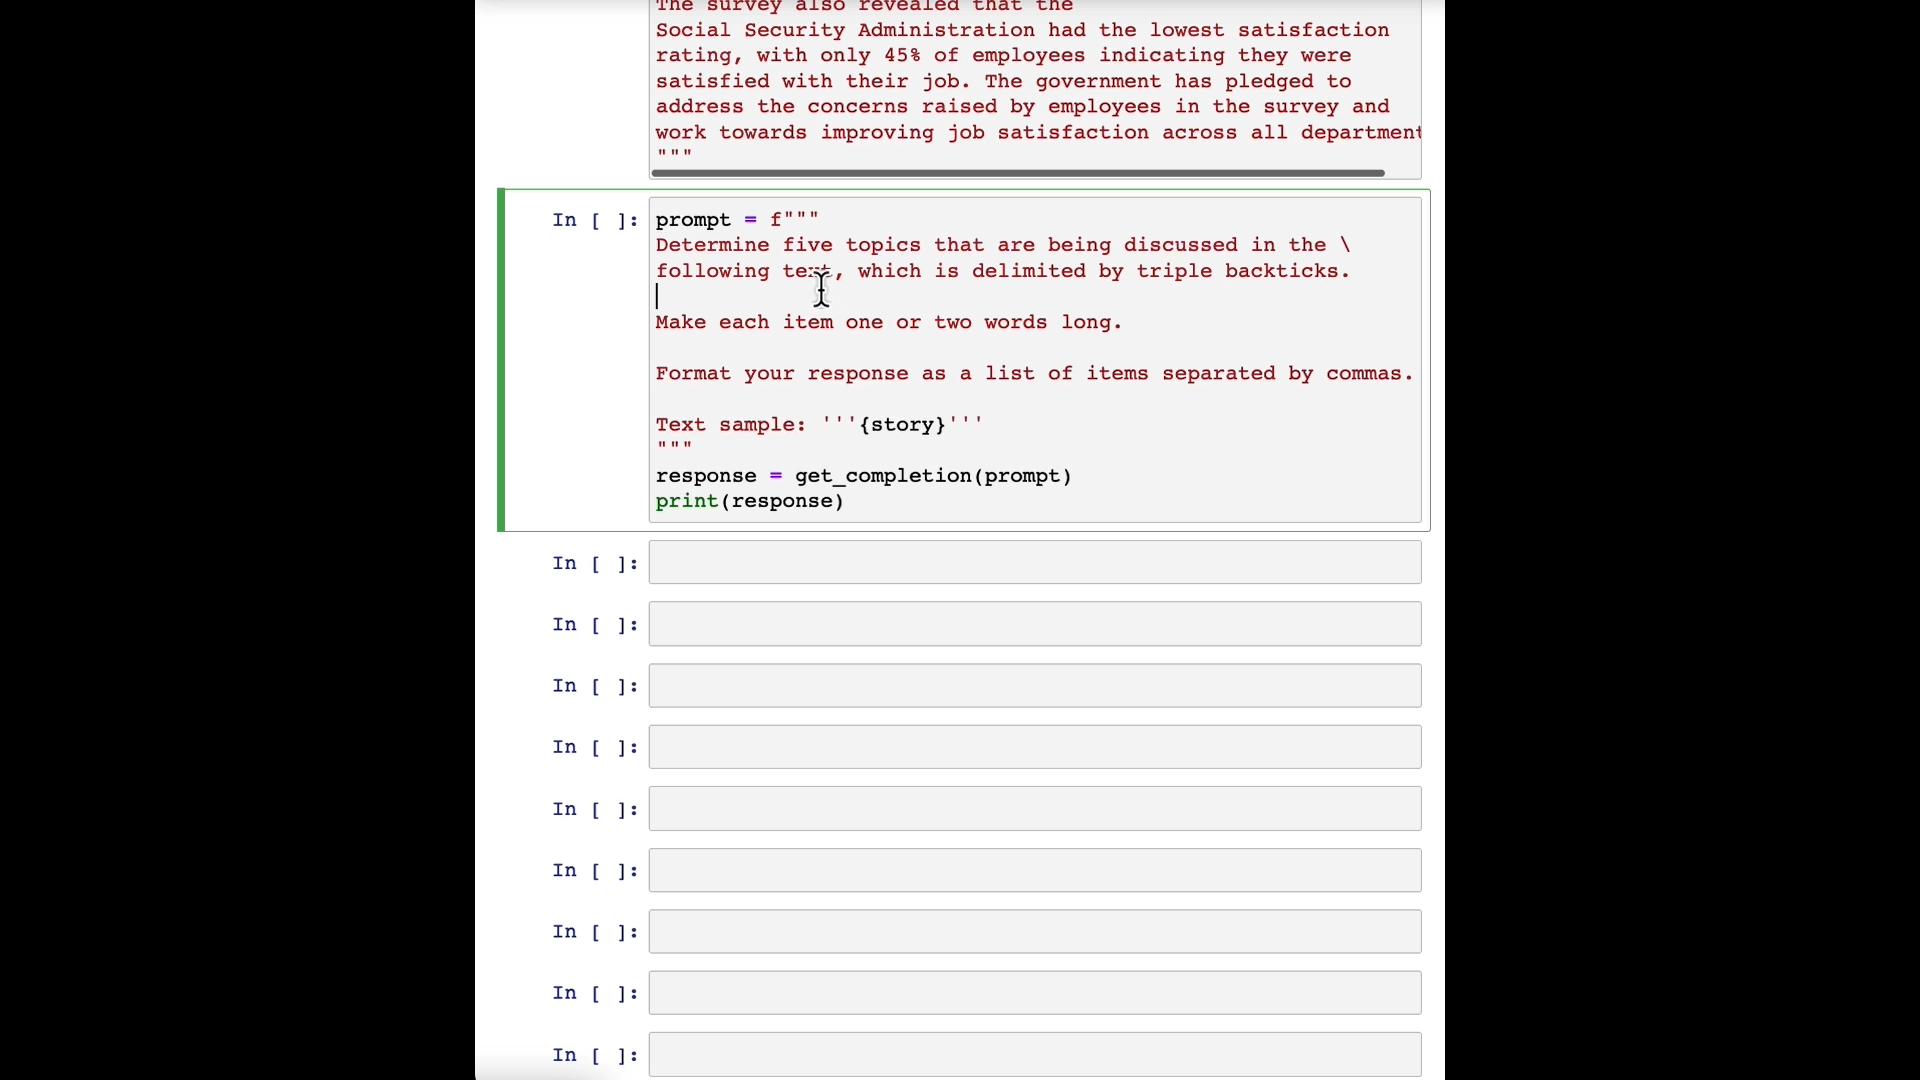 The survey also revealed that the
Social Security Administration had the lowest satisfaction
rating, with only 45% of employees indicating they were
satisfied with their job. The government has pledged to
address the concerns raised by employees in the survey and
work towards improving job satisfaction across all department
"""
In [ ]: prompt = f"""
Determine five topics that are being discussed in the \
following text, which is delimited by triple backticks.
Make each item one or two words long.
Format your response as a list of items separated by commas.
Text sample: '''{story}'''
"""
response = get_completion(prompt)
print(response)
In [ ]:
In [ ]:
In [ ]:
In [ ]:
In [ ]:
In [ ]:
In [ ]:
In [ ]:
In [ ]: